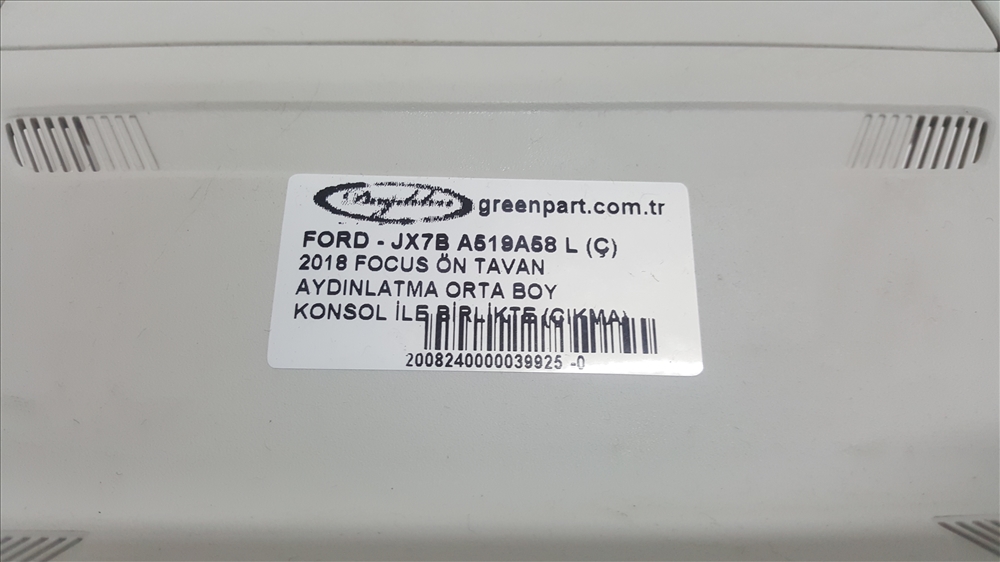 greenpart.com.tr
FORD - JX7B A519A58 L (Ç)
2018 FOCUS ÖN TAVAN
AYDINLATMA ORTA BOY
KONSOL İLE BİRLİKTE (ÇIKMA)
2008240000039925 -0